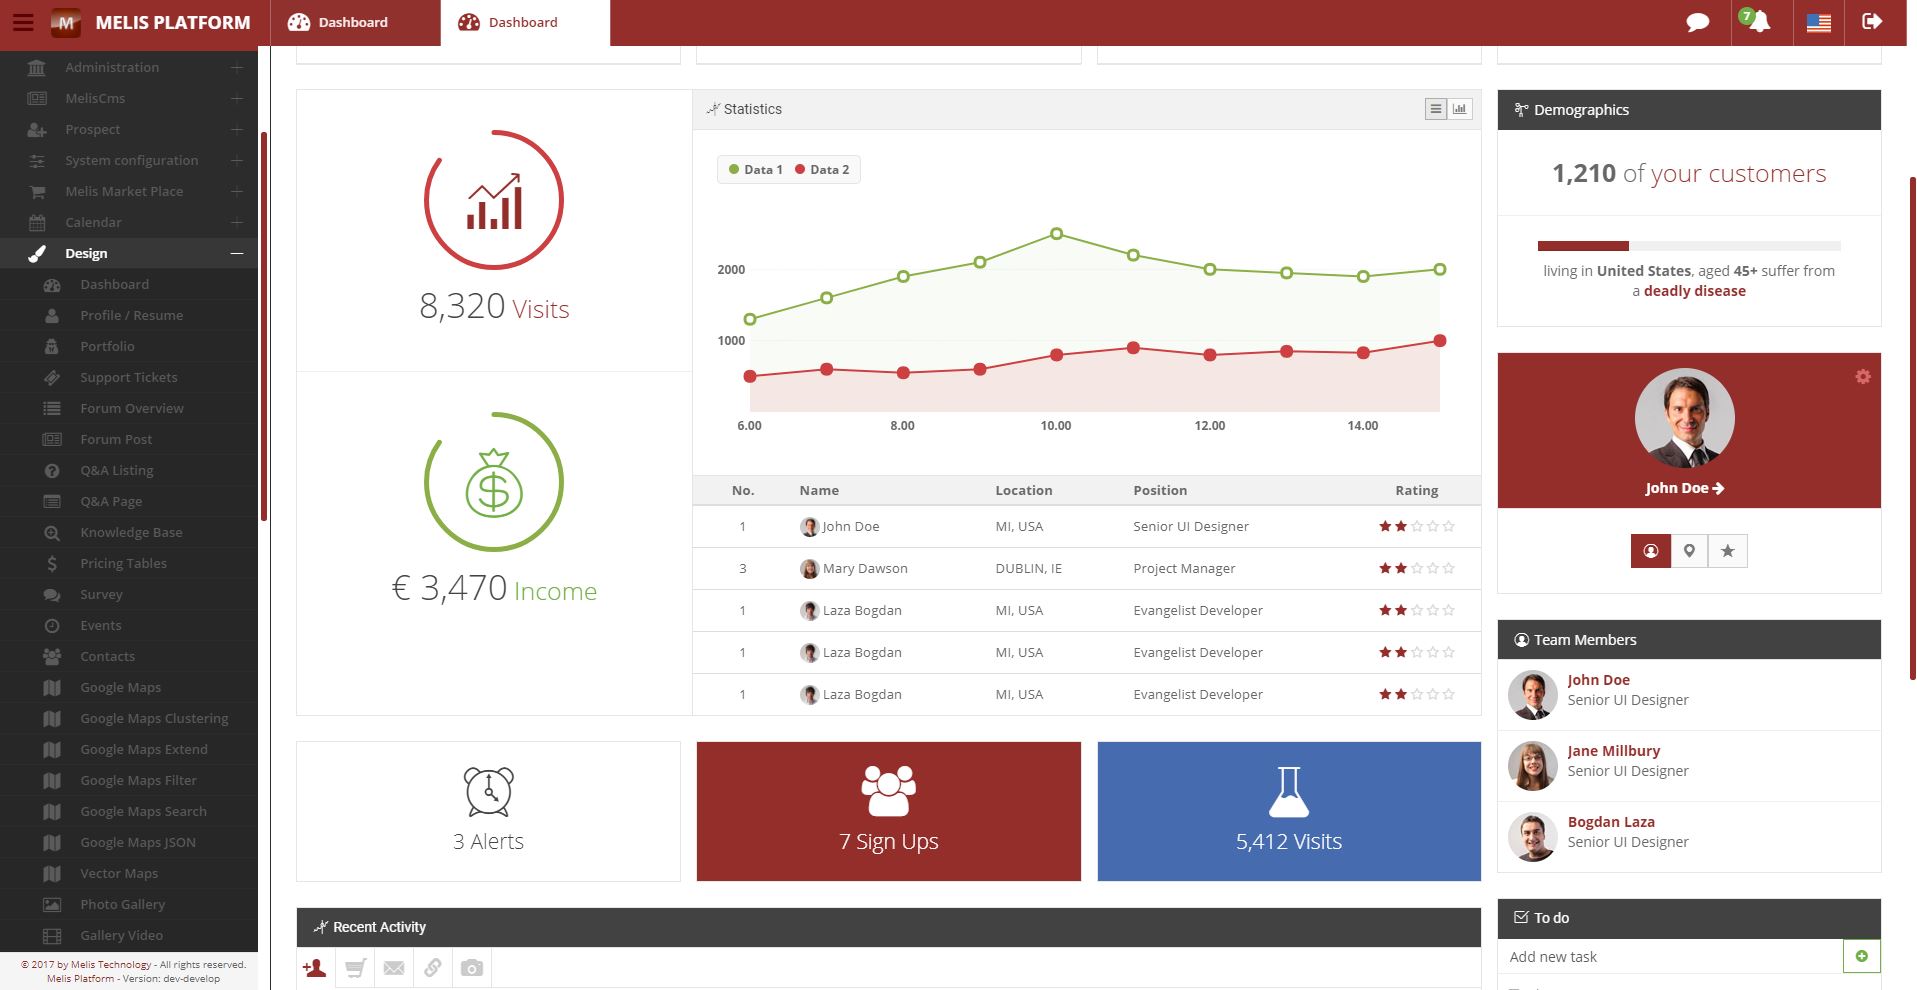 MELIS PLATFORM
Dashboard
Dashboard
7
Administration
MelisCms
Prospect
System configuration
Melis Market Place
Calendar
Design
Dashboard
Profile / Resume
Portfolio
Support Tickets
Forum Overview
Forum Post
Q&A Listing
Q&A Page
Knowledge Base
Pricing Tables
Survey
Events
Contacts
Google Maps
Google Maps Clustering
Google Maps Extend
Google Maps Filter
Google Maps Search
Google Maps JSON
Vector Maps
Photo Gallery
Gallery Video
© 2017 by Melis Technology - All rights reserved.
Melis Platform - Version: dev-develop
8,320 Visits
€ 3,470 Income
Statistics
Data 1 Data 2
2000
1000
6.00 8.00 10.00 12.00 14.00
No. Name Location Position Rating
1 John Doe MI, USA Senior UI Designer
3 Mary Dawson DUBLIN, IE Project Manager
1 Laza Bogdan MI, USA Evangelist Developer
1 Laza Bogdan MI, USA Evangelist Developer
1 Laza Bogdan MI, USA Evangelist Developer
3 Alerts
7 Sign Ups
5,412 Visits
Recent Activity
Demographics
1,210 of your customers
living in United States, aged 45+ suffer from
a deadly disease
John Doe
Team Members
John Doe
Senior UI Designer
Jane Millbury
Senior UI Designer
Bogdan Laza
Senior UI Designer
To do
Add new task